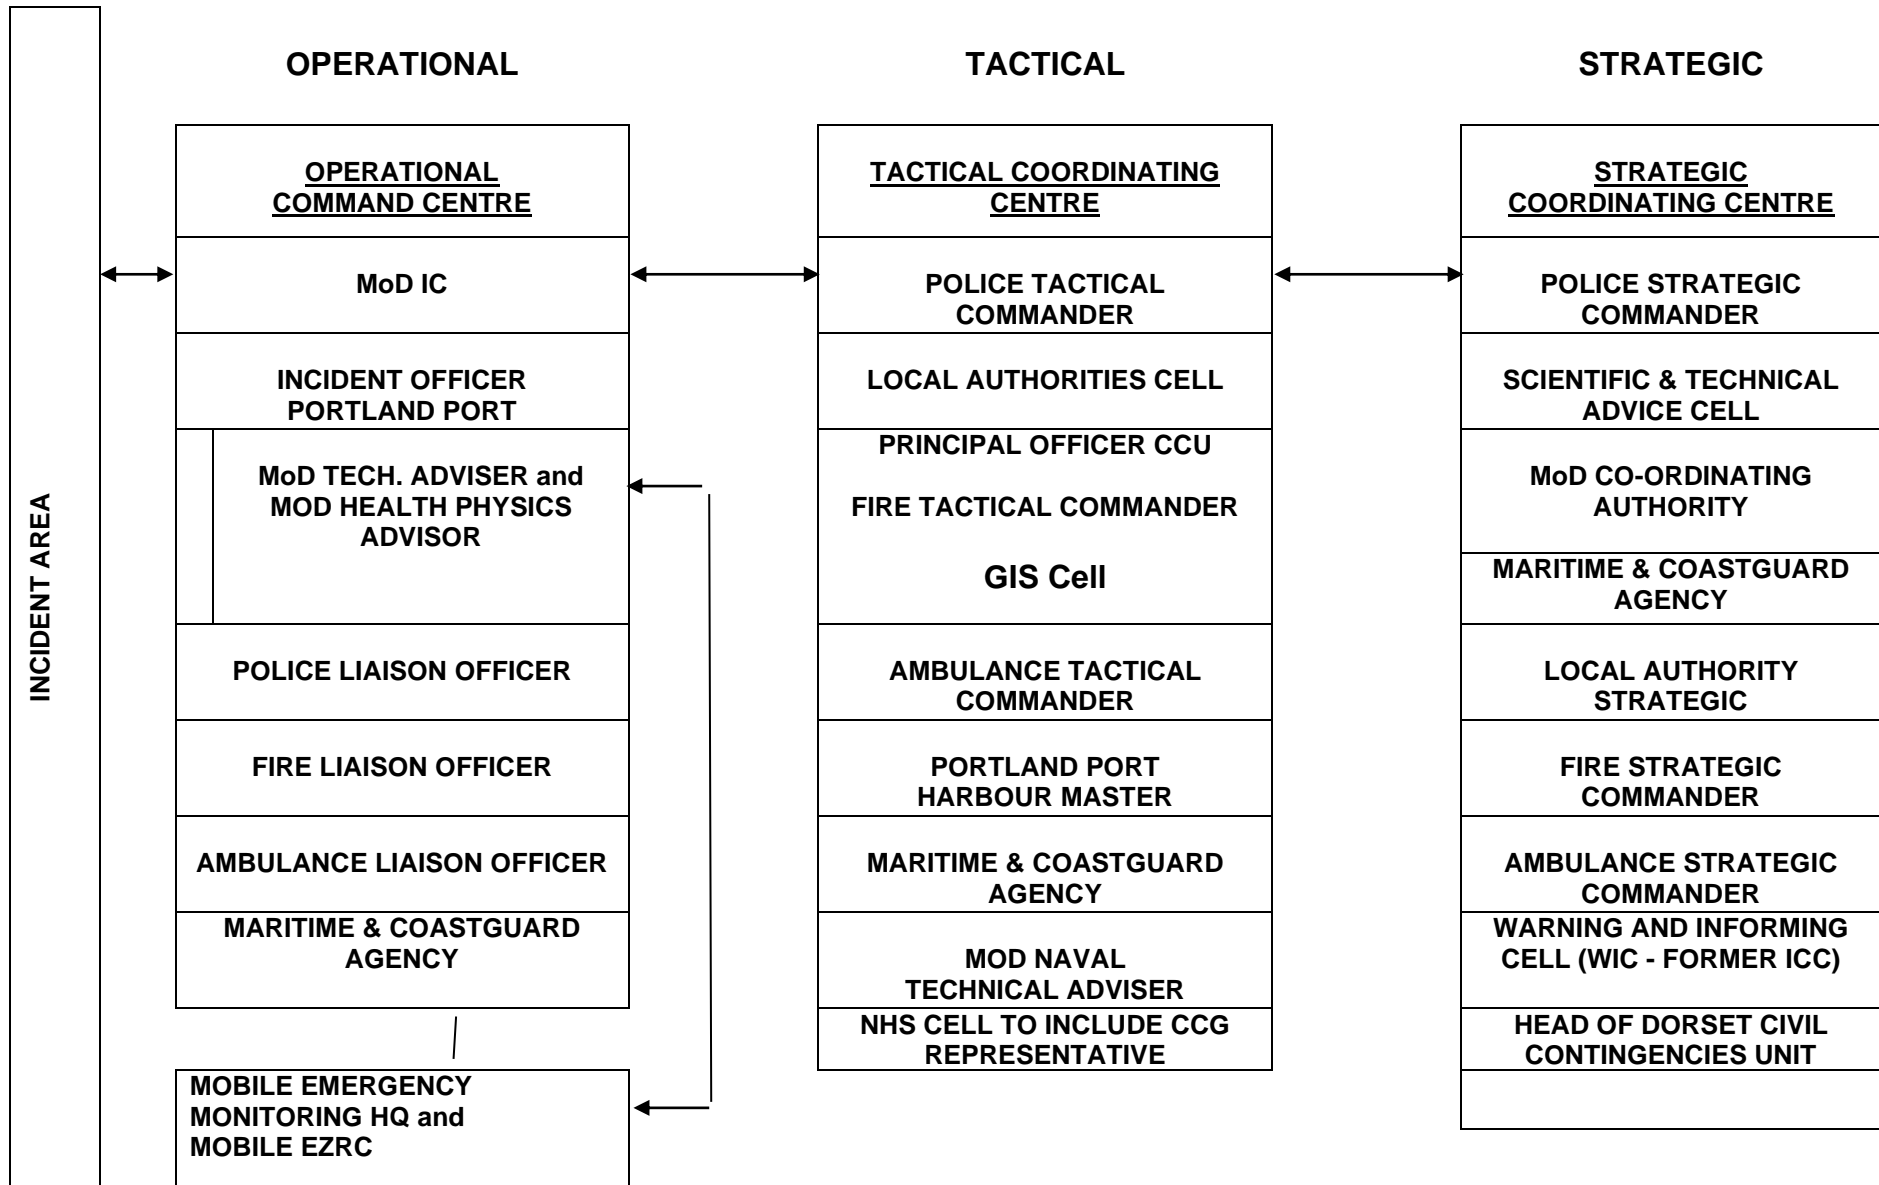 OPERATIONAL
TACTICAL
STRATEGIC
INCIDENT AREA
OPERATIONAL
COMMAND CENTRE
MoD IC
INCIDENT OFFICER
PORTLAND PORT
MoD TECH. ADVISER and
MOD HEALTH PHYSICS
ADVISOR
POLICE LIAISON OFFICER
FIRE LIAISON OFFICER
AMBULANCE LIAISON OFFICER
MARITIME & COASTGUARD
AGENCY
MOBILE EMERGENCY
MONITORING HQ and
MOBILE EZRC
TACTICAL COORDINATING
CENTRE
POLICE TACTICAL
COMMANDER
LOCAL AUTHORITIES CELL
PRINCIPAL OFFICER CCU
FIRE TACTICAL COMMANDER
GIS Cell
AMBULANCE TACTICAL
COMMANDER
PORTLAND PORT
HARBOUR MASTER
MARITIME & COASTGUARD
AGENCY
MOD NAVAL
TECHNICAL ADVISER
NHS CELL TO INCLUDE CCG
REPRESENTATIVE
STRATEGIC
COORDINATING CENTRE
POLICE STRATEGIC
COMMANDER
SCIENTIFIC & TECHNICAL
ADVICE CELL
MoD CO-ORDINATING
AUTHORITY
MARITIME & COASTGUARD
AGENCY
LOCAL AUTHORITY
STRATEGIC
FIRE STRATEGIC
COMMANDER
AMBULANCE STRATEGIC
COMMANDER
WARNING AND INFORMING
CELL (WIC - FORMER ICC)
HEAD OF DORSET CIVIL
CONTINGENCIES UNIT